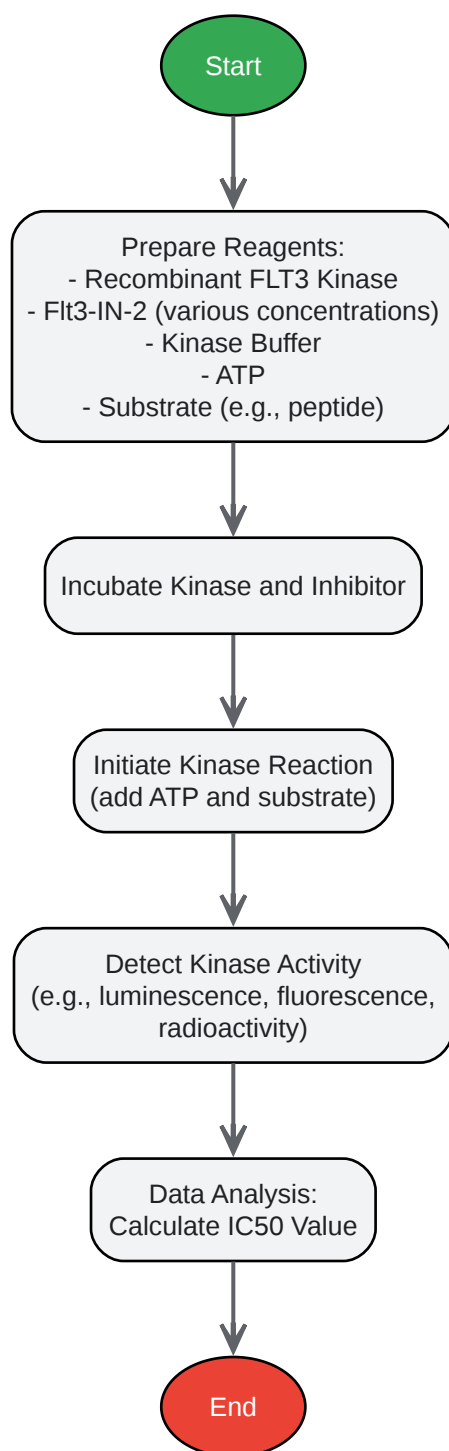 Start
Prepare Reagents:
- Recombinant FLT3 Kinase
- Flt3-IN-2 (various concentrations)
- Kinase Buffer
- ATP
- Substrate (e.g., peptide)
Incubate Kinase and Inhibitor
Initiate Kinase Reaction
(add ATP and substrate)
Detect Kinase Activity
(e.g., luminescence, fluorescence,
radioactivity)
Data Analysis:
Calculate IC50 Value
End